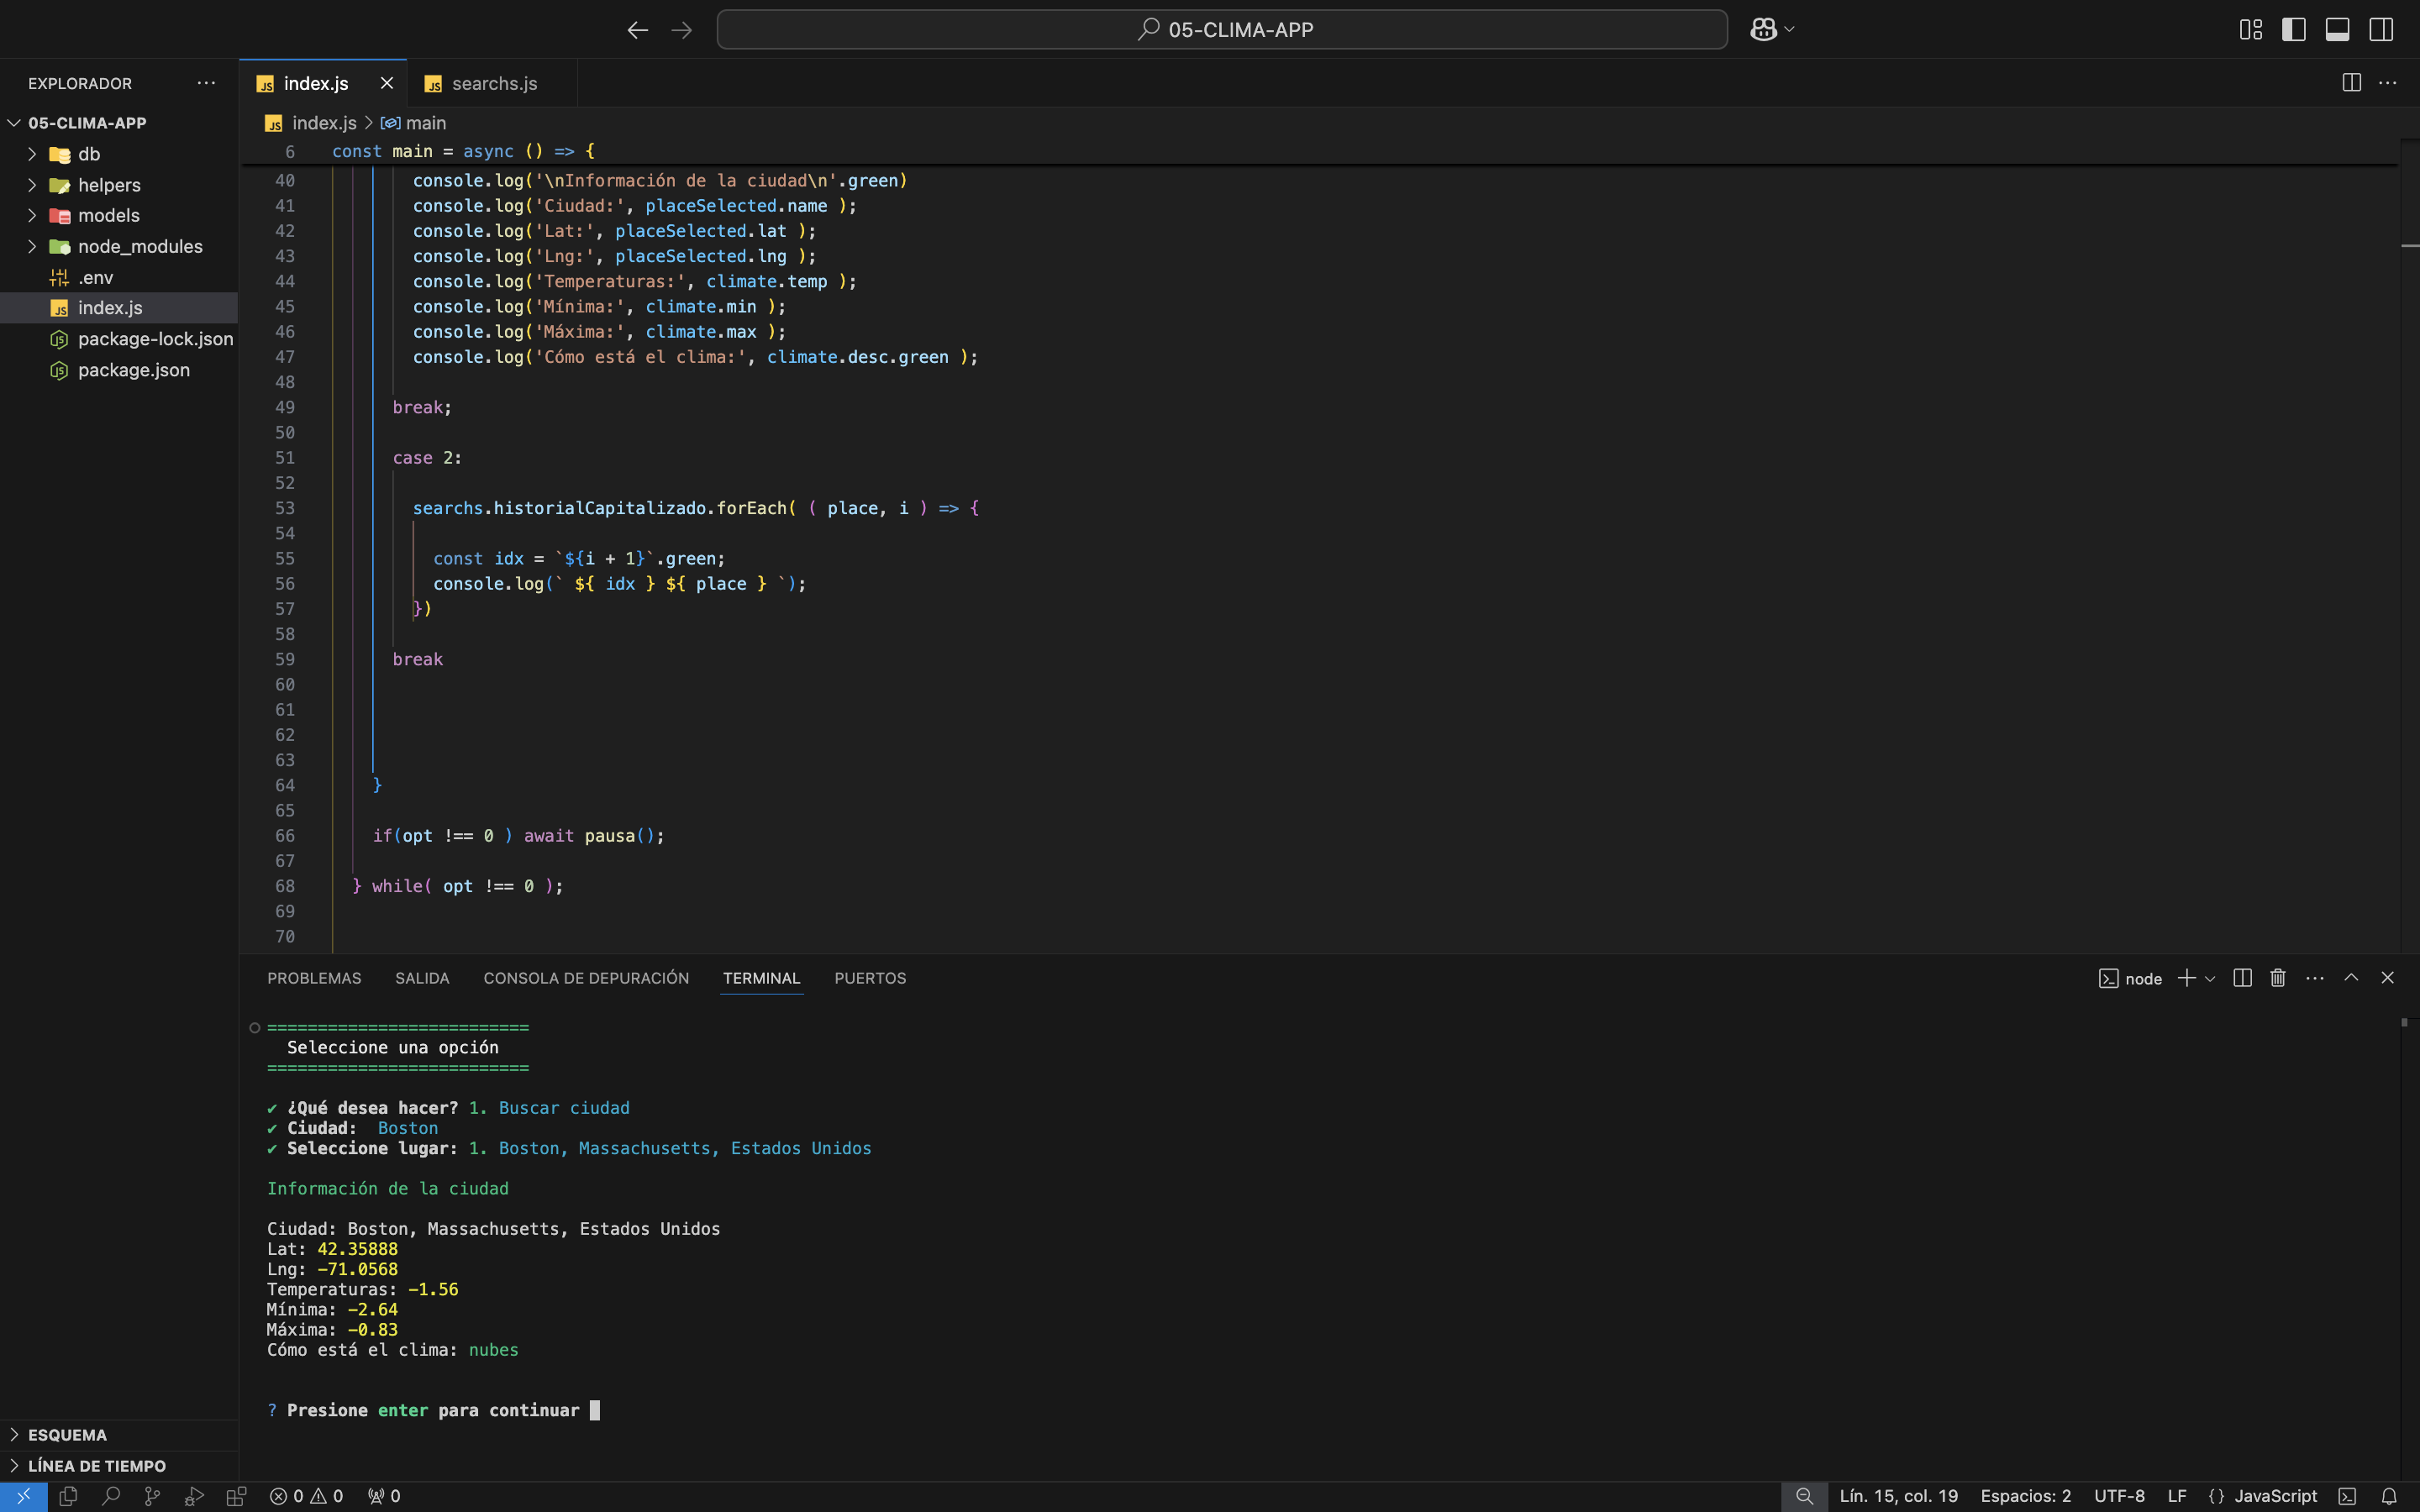 05-CLIMA-APP
EXPLORADOR
index.js
searchs.js
05-CLIMA-APP
db
helpers
models
node_modules
.env
index.js
package-lock.json
package.json
ESQUEMA
LÍNEA DE TIEMPO
index.js > main
6 const main = async () => {
40 console.log('\nInformación de la ciudad\n'.green)
41 console.log('Ciudad:', placeSelected.name );
42 console.log('Lat:', placeSelected.lat );
43 console.log('Lng:', placeSelected.lng );
44 console.log('Temperaturas:', climate.temp );
45 console.log('Mínima:', climate.min );
46 console.log('Máxima:', climate.max );
47 console.log('Cómo está el clima:', climate.desc.green );
48
49 break;
50
51 case 2:
52
53 searchs.historialCapitalizado.forEach( ( place, i ) => {
54
55 const idx = `${i + 1}`.green;
56 console.log(` ${ idx } ${ place } `);
57 })
58
59 break
60
61
62
63
64 }
65
66 if(opt !== 0 ) await pausa();
67
68 } while( opt !== 0 );
69
70
PROBLEMAS SALIDA CONSOLA DE DEPURACIÓN TERMINAL PUERTOS
node
==========================
Seleccione una opción
==========================
✔ ¿Qué desea hacer? 1. Buscar ciudad
✔ Ciudad: Boston
✔ Seleccione lugar: 1. Boston, Massachusetts, Estados Unidos
Información de la ciudad
Ciudad: Boston, Massachusetts, Estados Unidos
Lat: 42.35888
Lng: -71.0568
Temperaturas: -1.56
Mínima: -2.64
Máxima: -0.83
Cómo está el clima: nubes
? Presione enter para continuar
0 0 0
Lín. 15, col. 19 Espacios: 2 UTF-8 LF {} JavaScript